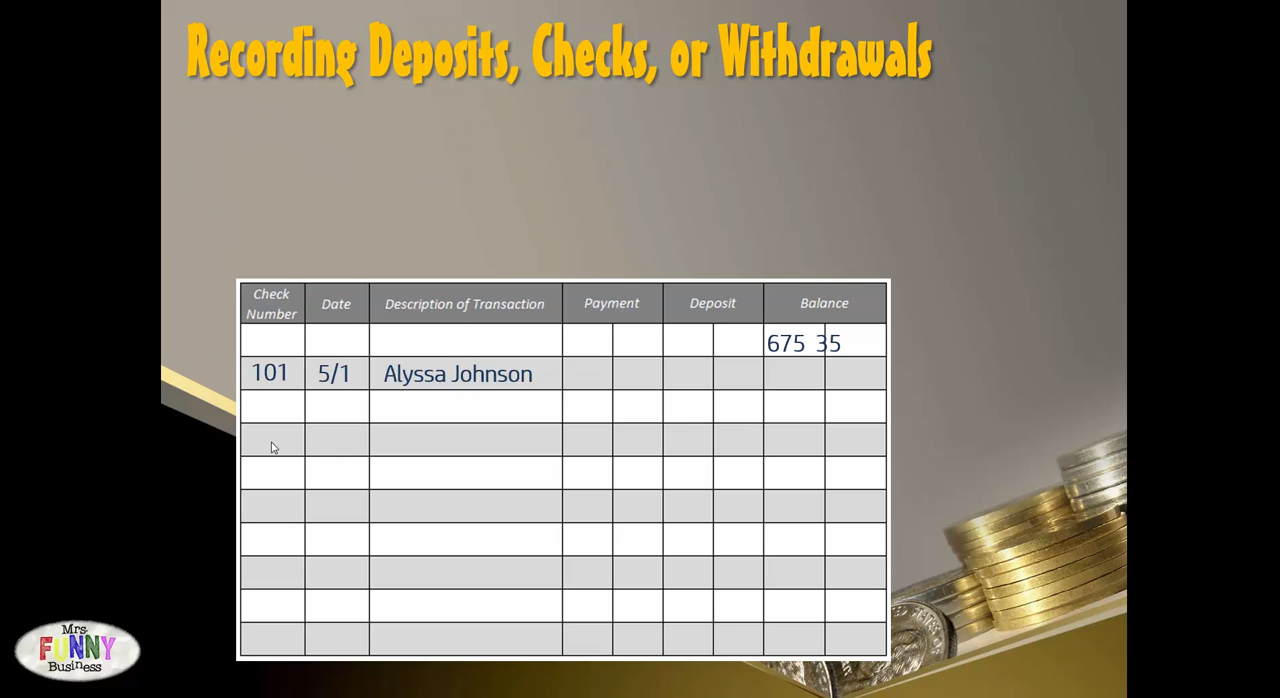 Recording Deposits, Checks, or Withdrawals
Check Number Date Description of Transaction Payment Deposit Balance
675 35
101 5/1 Alyssa Johnson
Mrs.
FUNNY
Business